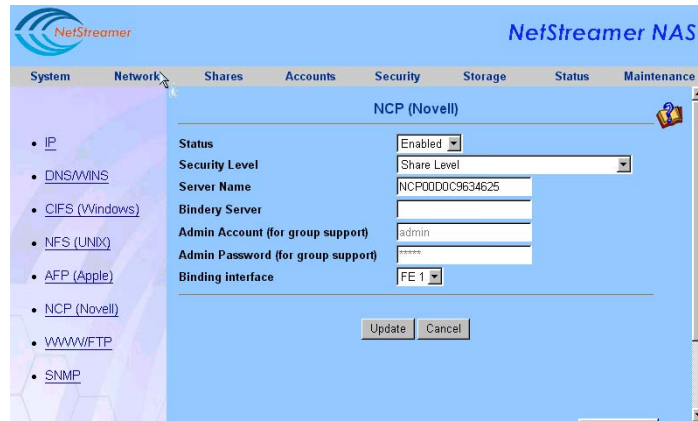 NetStreamer
NetStreamer NAS
System Network Shares Accounts Security Storage Status Maintenance
NCP (Novell)
IP
DNS/WINS
CIFS (Windows)
NFS (UNIX)
AFP (Apple)
NCP (Novell)
WWW/FTP
SNMP
Status Enabled
Security Level Share Level
Server Name NCP00D0C9634625
Bindery Server
Admin Account (for group support) admin
Admin Password (for group support) *****
Binding interface FE 1
Update Cancel